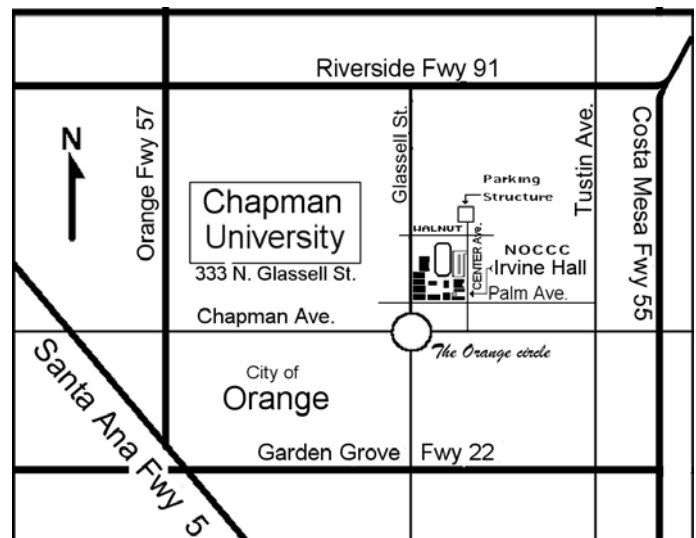 Riverside Fwy 91
N
Orange Fwy 57
Glassell St.
Tustin Ave.
Costa Mesa Fwy 55
Parking
Structure
Chapman
University
333 N. Glassell St.
WALNUT
CENTER Ave.
NOCCC
Irvine Hall
Palm Ave.
Chapman Ave.
The Orange circle
City of
Orange
Santa Ana Fwy 5
Garden Grove Fwy 22